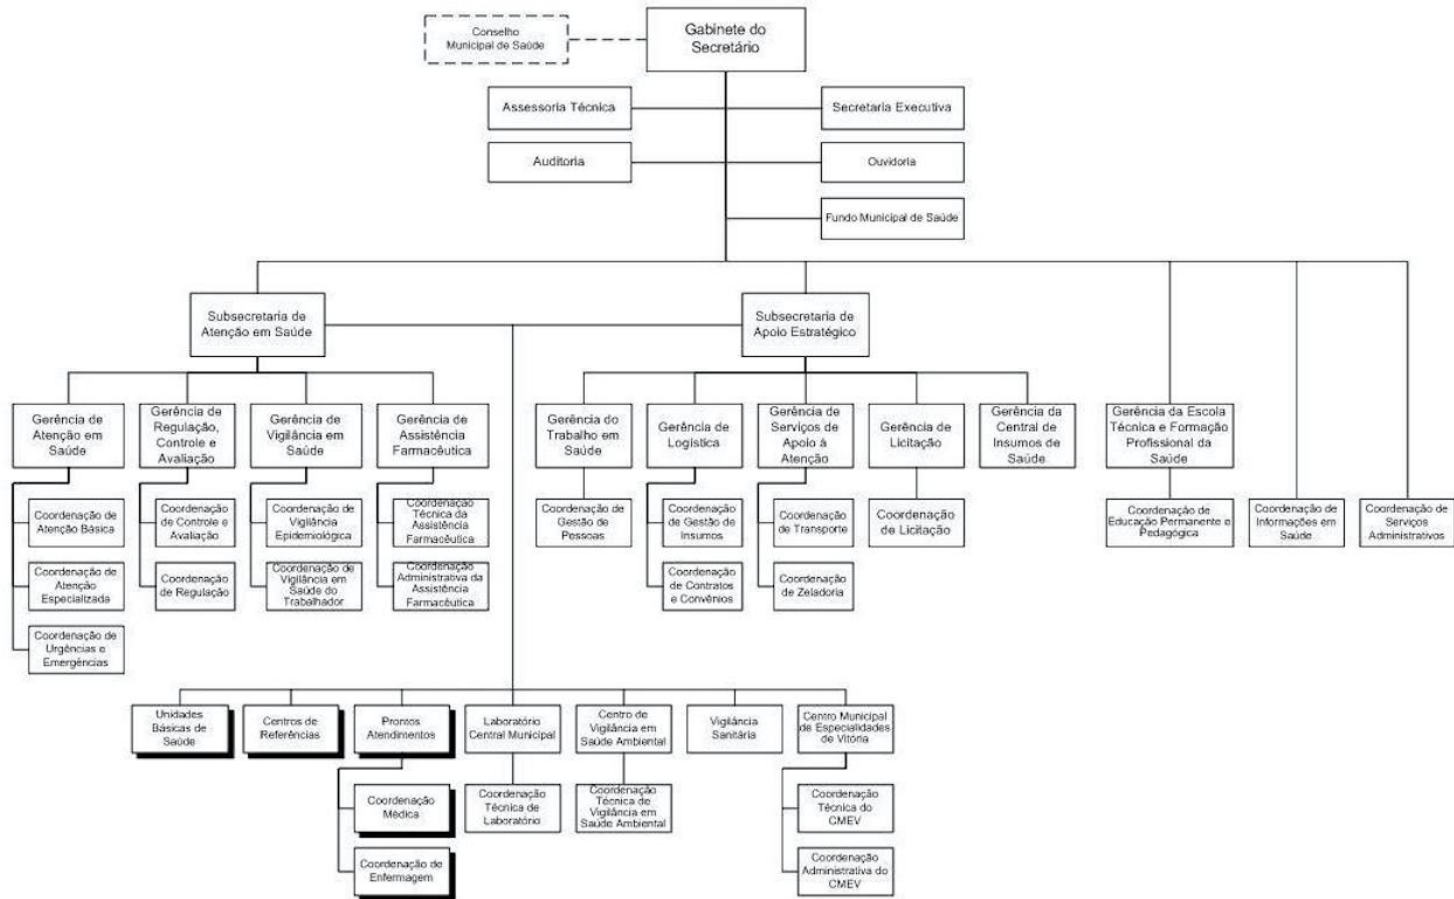 Conselho
Municipal de Saúde
Gabinete do
Secretário
Assessoria Técnica
Secretaria Executiva
Auditoria
Ouvidoria
Fundo Municipal de Saúde
Subsecretaria de
Atenção em Saúde
Subsecretaria de
Apoio Estratégico
Gerência de
Atenção em
Saúde
Gerência de
Regulação,
Controle e
Avaliação
Gerência de
Vigilância em
Saúde
Gerência de
Assistência
Farmacêutica
Gerência do
Trabalho em
Saúde
Gerência de
Logística
Gerência de
Serviços de
Apoio à
Atenção
Gerência de
Licitação
Gerência da
Central de
Insumos de
Saúde
Gerência da Escola
Técnica e Formação
Profissional da
Saúde
Coordenação de
Atenção Básica
Coordenação
de Controle e
Avaliação
Coordenação de
Vigilância
Epidemiológica
Coordenação
Técnica da
Assistência
Farmacêutica
Coordenação de
Gestão de
Pessoas
Coordenação
de Gestão de
Insumos
Coordenação
de Transporte
Coordenação
de Licitação
Coordenação de
Educação Permanente e
Pedagógica
Coordenação de
Informações em
Saúde
Coordenação de
Serviços
Administrativos
Coordenação de
Atenção
Especializada
Coordenação
de Regulação
Coordenação de
Vigilância em
Saúde do
Trabalhador
Coordenação
Administrativa da
Assistência
Farmacêutica
Coordenação
de Contratos
e Convênios
Coordenação
de Zeladoria
Coordenação de
Urgências e
Emergências
Unidades
Básicas de
Saúde
Centros de
Referências
Prontos
Atendimentos
Laboratório
Central Municipal
Centro de
Vigilância em
Saúde Ambiental
Vigilância
Sanitária
Centro Municipal
de Especialidades
de Vitória
Coordenação
Médica
Coordenação
Técnica de
Laboratório
Coordenação
Técnica de
Vigilância em
Saúde Ambiental
Coordenação
Técnica do
CMEV
Coordenação de
Enfermagem
Coordenação
Administrativa do
CMEV